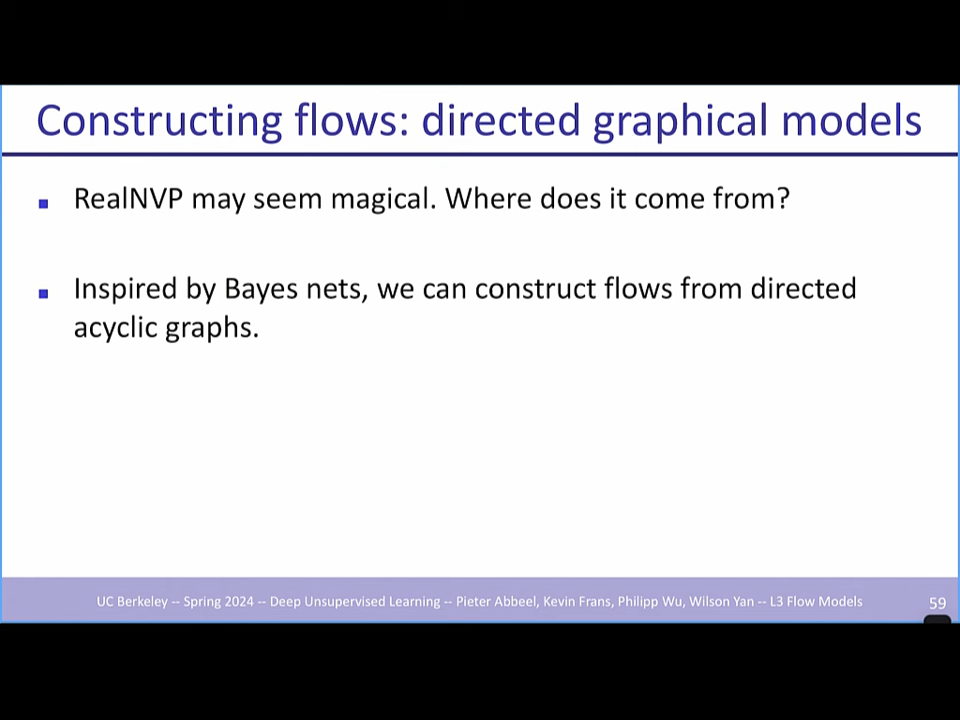 Constructing flows: directed graphical models
RealNVP may seem magical. Where does it come from?
Inspired by Bayes nets, we can construct flows from directed
acyclic graphs.
UC Berkeley -- Spring 2024 -- Deep Unsupervised Learning -- Pieter Abbeel, Kevin Frans, Philipp Wu, Wilson Yan -- L3 Flow Models
59